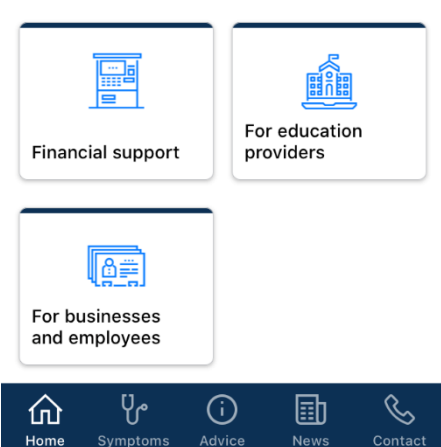 Financial support
For education
providers
For businesses
and employees
Home
Symptoms
Advice
News
Contact